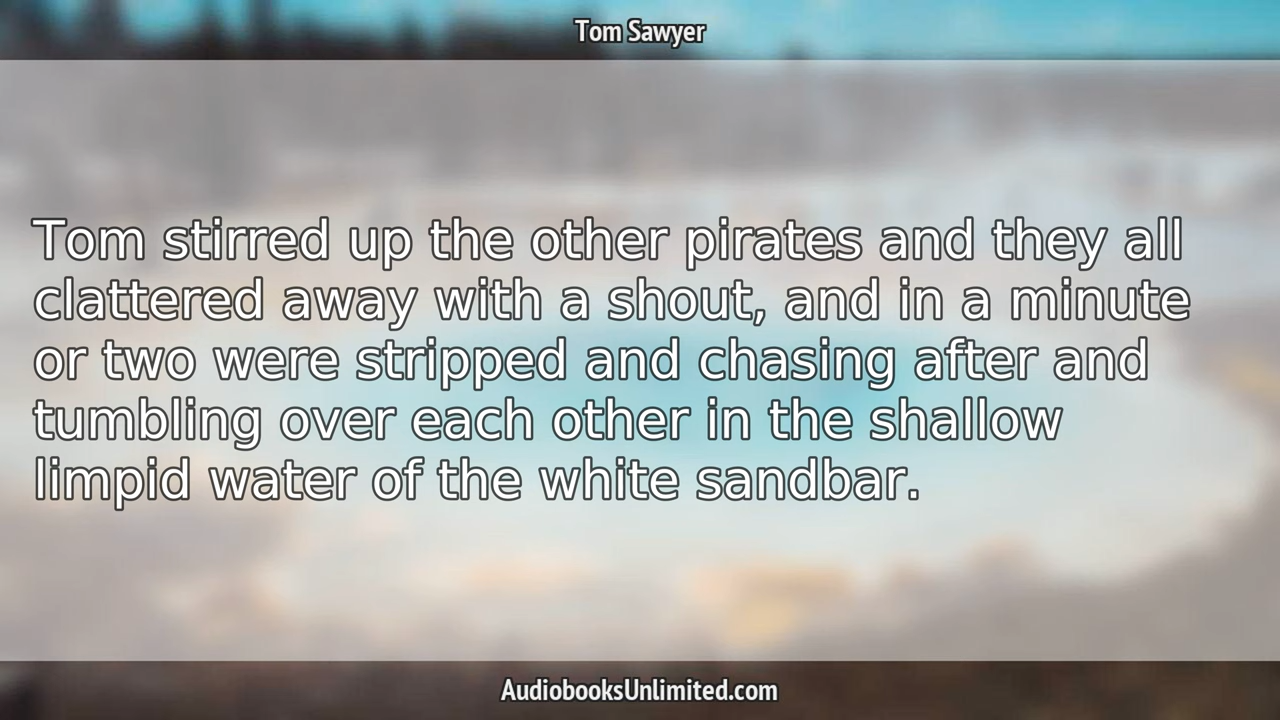 Tom Sawyer
Tom stirred up the other pirates and they all
clattered away with a shout, and in a minute
or two were stripped and chasing after and
tumbling over each other in the shallow
limpid water of the white sandbar.
AudiobooksUnlimited.com